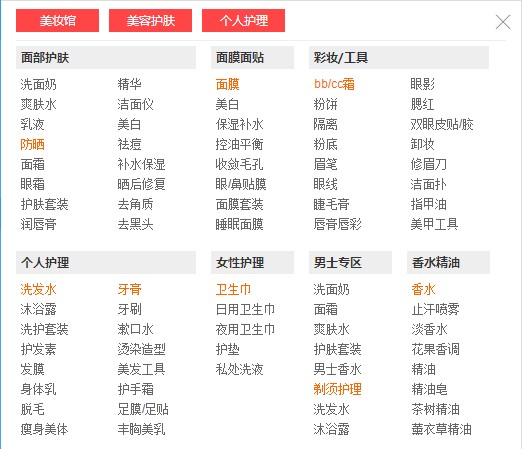 美妆馆 美容护肤 个人护理
面部护肤 面膜面贴 彩妆/工具
洗面奶 精华 面膜 bb/cc霜 眼影
爽肤水 洁面仪 美白 粉饼 腮红
乳液 美白 保湿补水 隔离 双眼皮贴/胶
防晒 祛痘 控油平衡 粉底 卸妆
面霜 补水保湿 收敛毛孔 眉笔 修眉刀
眼霜 晒后修复 眼/鼻贴膜 眼线 洁面扑
护肤套装 去角质 面膜套装 睫毛膏 指甲油
润唇膏 去黑头 睡眠面膜 唇膏唇彩 美甲工具
个人护理 女性护理 男士专区 香水精油
洗发水 牙膏 卫生巾 洗面奶 香水
沐浴露 牙刷 日用卫生巾 面霜 止汗喷雾
洗护套装 漱口水 夜用卫生巾 爽肤水 淡香水
护发素 烫染造型 护垫 护肤套装 花果香调
发膜 美发工具 私处洗液 男士香水 精油
身体乳 护手霜 剃须护理 精油皂
脱毛 足膜/足贴 洗发水 茶树精油
瘦身美体 丰胸美乳 沐浴露 薰衣草精油